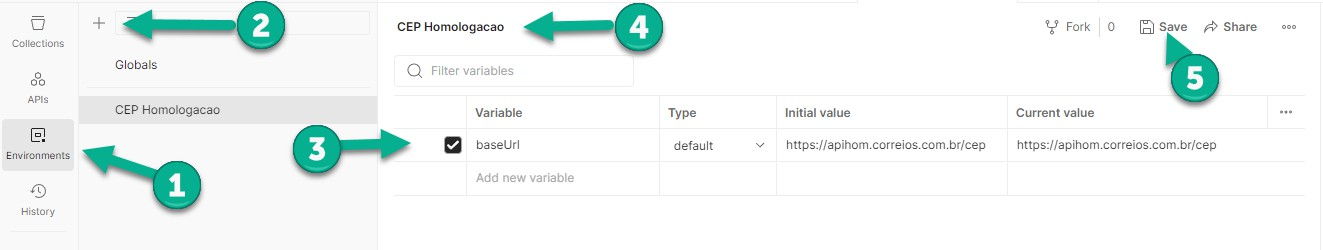 Collections
APIs
Environments
History
1
2
Globals
CEP Homologacao
3
CEP Homologacao
4
Fork 0 Save Share
5
Filter variables
Variable Type Initial value Current value
baseUrl default https://apihom.correios.com.br/cep https://apihom.correios.com.br/cep
Add new variable